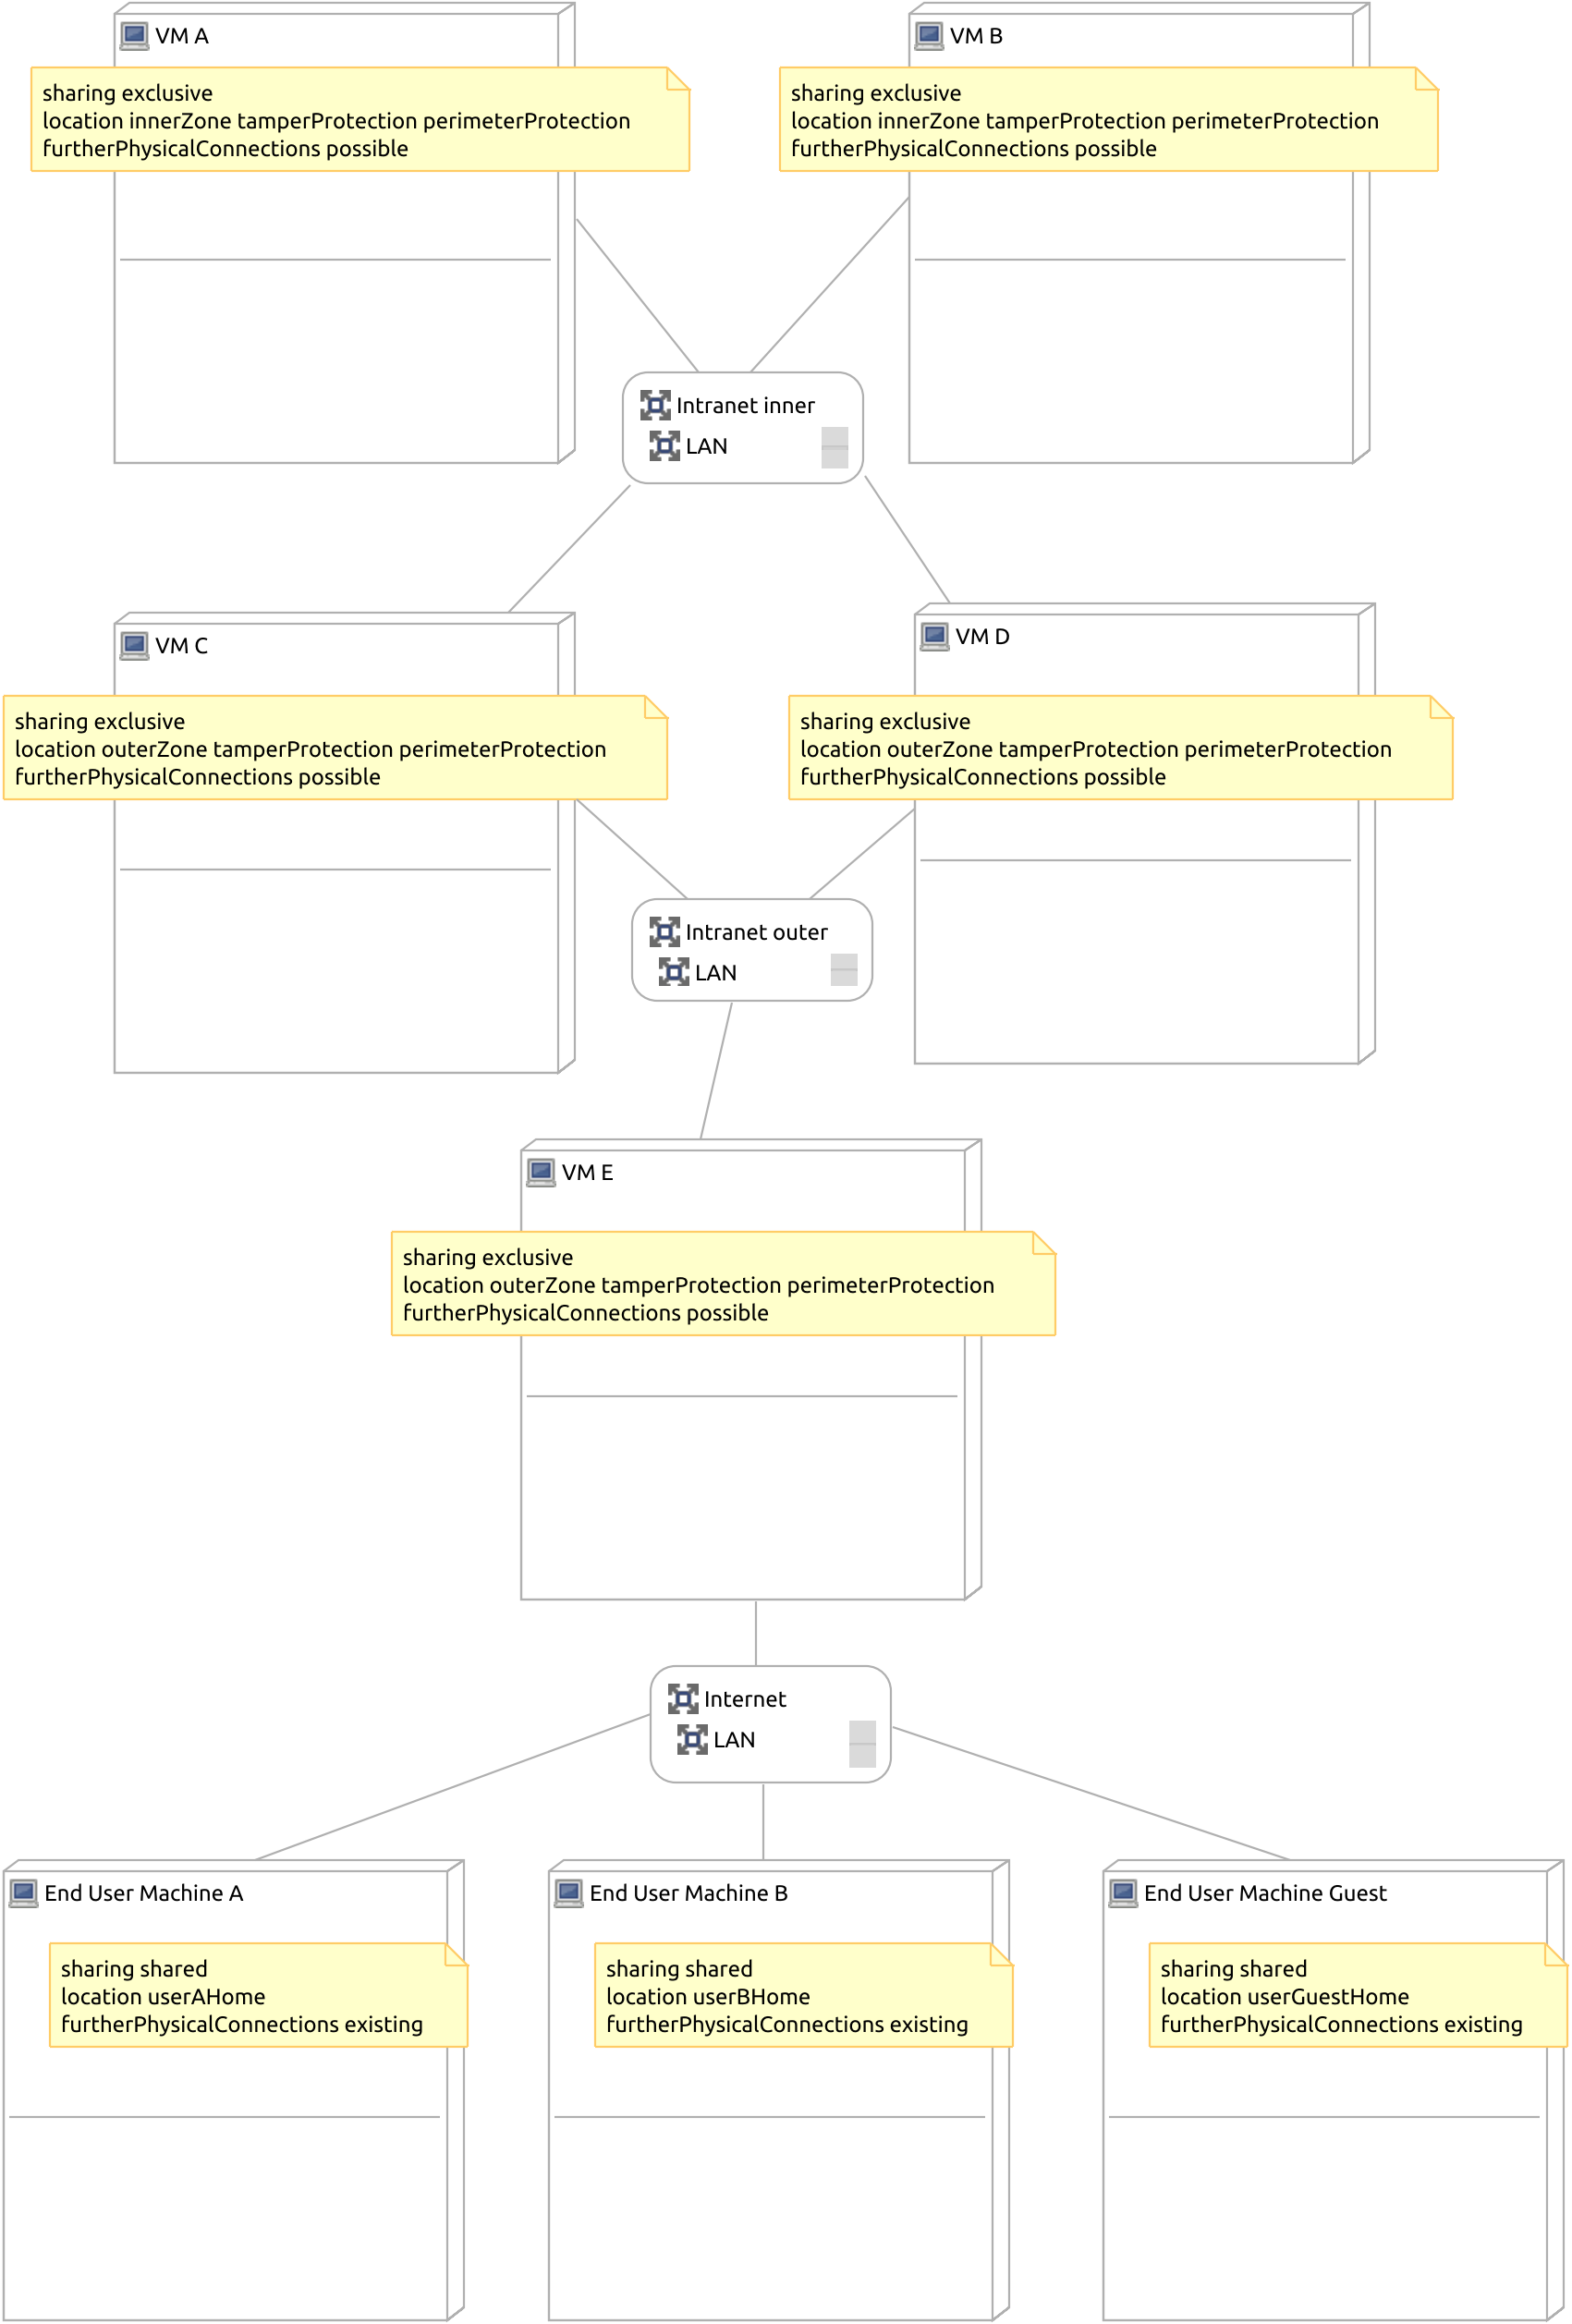 VM A
sharing exclusive
location innerZone tamperProtection perimeterProtection
furtherPhysicalConnections possible
VM B
sharing exclusive
location innerZone tamperProtection perimeterProtection
furtherPhysicalConnections possible
Intranet inner
LAN
VM C
sharing exclusive
location outerZone tamperProtection perimeterProtection
furtherPhysicalConnections possible
VM D
sharing exclusive
location outerZone tamperProtection perimeterProtection
furtherPhysicalConnections possible
Intranet outer
LAN
VM E
sharing exclusive
location outerZone tamperProtection perimeterProtection
furtherPhysicalConnections possible
Internet
LAN
End User Machine A
sharing shared
location userAHome
furtherPhysicalConnections existing
End User Machine B
sharing shared
location userBHome
furtherPhysicalConnections existing
End User Machine Guest
sharing shared
location userGuestHome
furtherPhysicalConnections existing